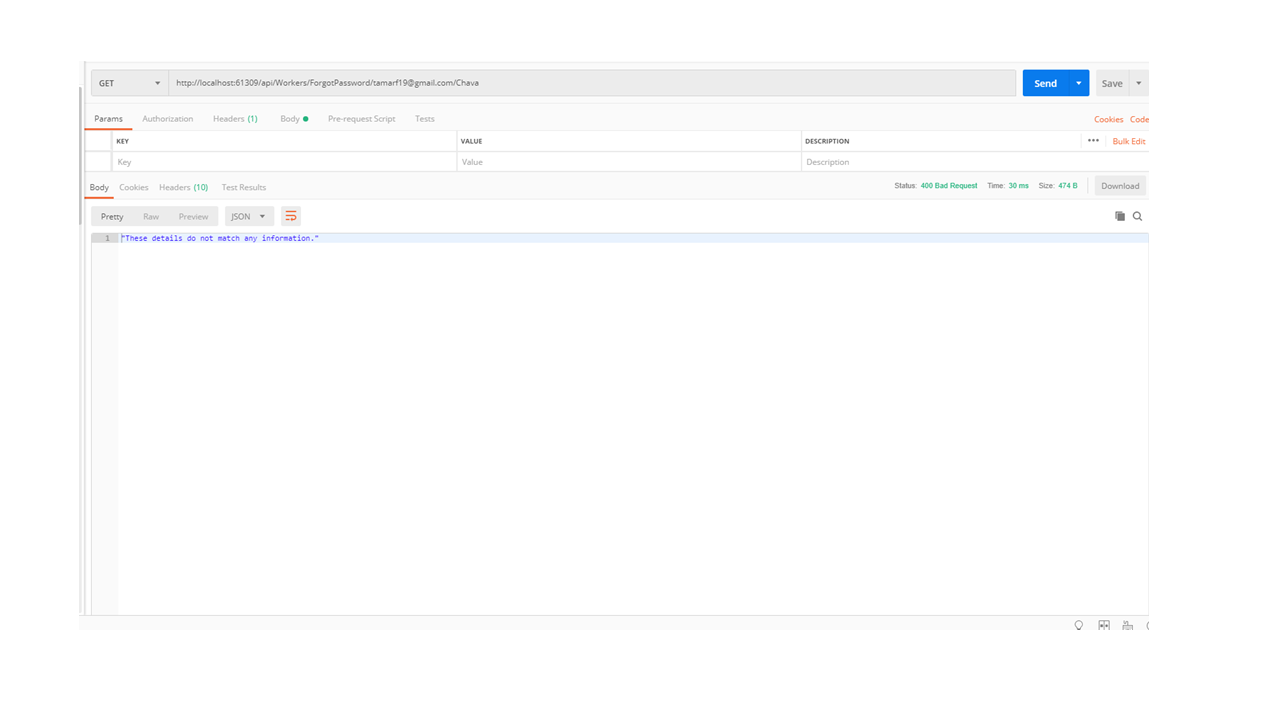 GET http://localhost:61309/api/Workers/ForgotPassword/tamarf19@gmail.com/Chava Send Save
Params Authorization Headers (1) Body Pre-request Script Tests Cookies Code
KEY VALUE DESCRIPTION Bulk Edit
Key Value Description
Body Cookies Headers (10) Test Results Status: 400 Bad Request Time: 30 ms Size: 474 B Download
Pretty Raw Preview JSON
1 "These details do not match any information."